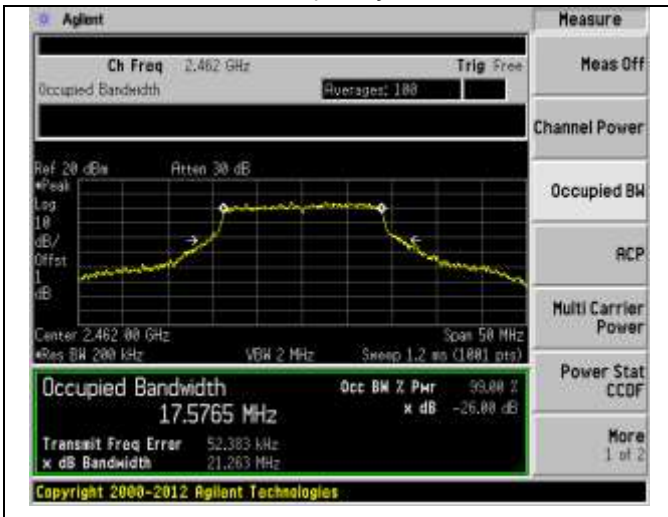 Agilent
Measure
Ch Freq 2.462 GHz Trig Free
Occupied Bandwidth Averages: 100
Meas Off
Channel Power
Occupied BW
ACP
Multi Carrier
Power
Power Stat
CCDF
More
1 of 2
Ref 20 dBm Atten 30 dB
#Peak
Log
10
dB/
Offst
1
dB
Center 2.462 00 GHz Span 50 MHz
#Res BW 200 kHz VBW 2 MHz Sweep 1.2 ms (1001 pts)
Occupied Bandwidth Occ BW % Pwr 99.00 %
17.5765 MHz x dB -26.00 dB
Transmit Freq Error 52.383 kHz
x dB Bandwidth 21.263 MHz
Copyright 2000-2012 Agilent Technologies